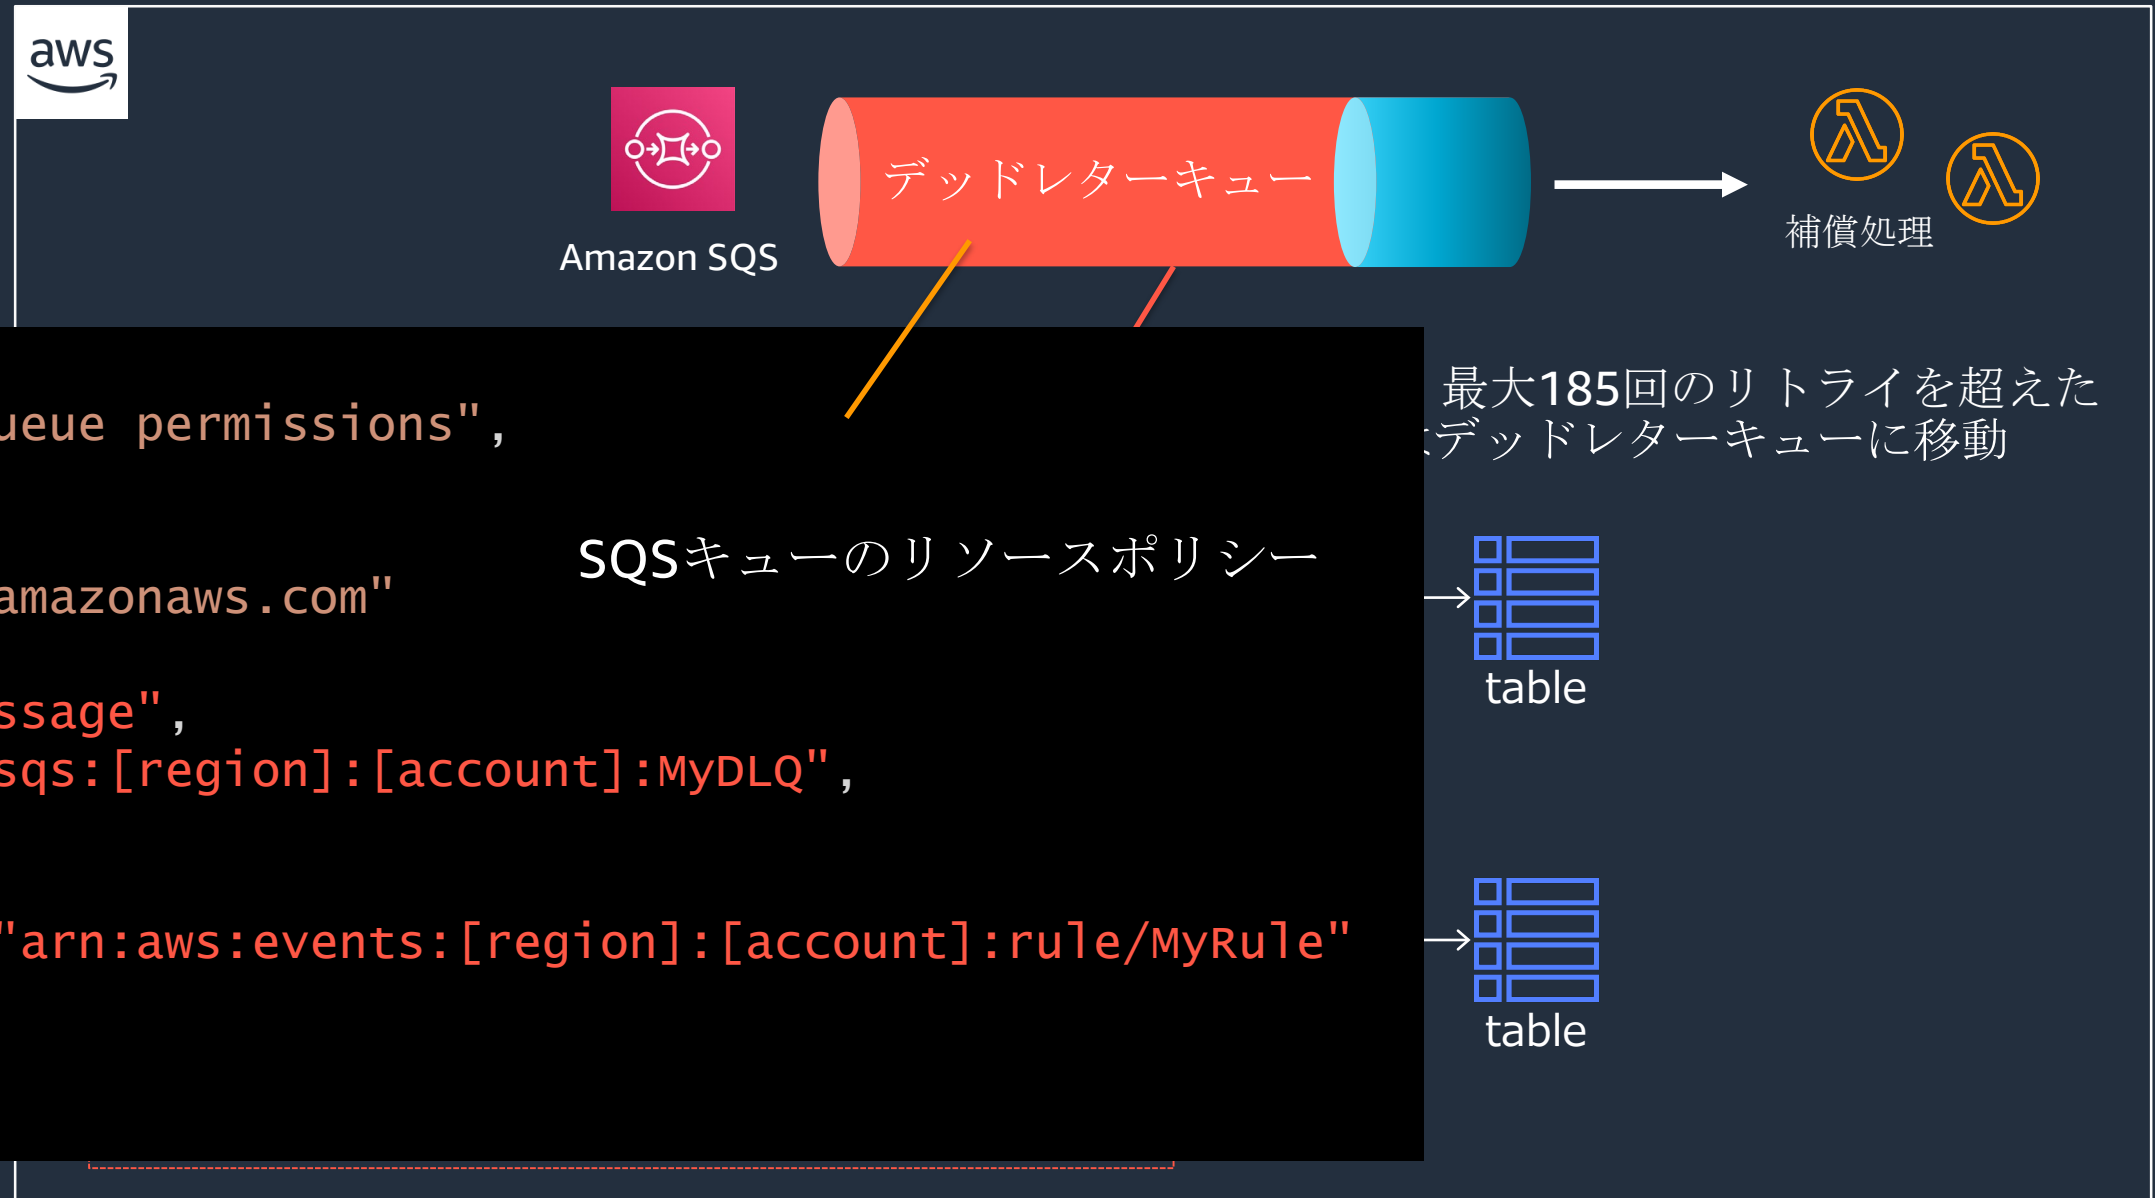 aws
デッドレターキュー
Amazon SQS
補償処理
最大185回のリトライを超えた
デッドレターキューに移動
ueue permissions",
SQSキューのリソースポリシー
amazonaws.com"
ssage",
sqs:[region]:[account]:MyDLQ",
"arn:aws:events:[region]:[account]:rule/MyRule"
table
table